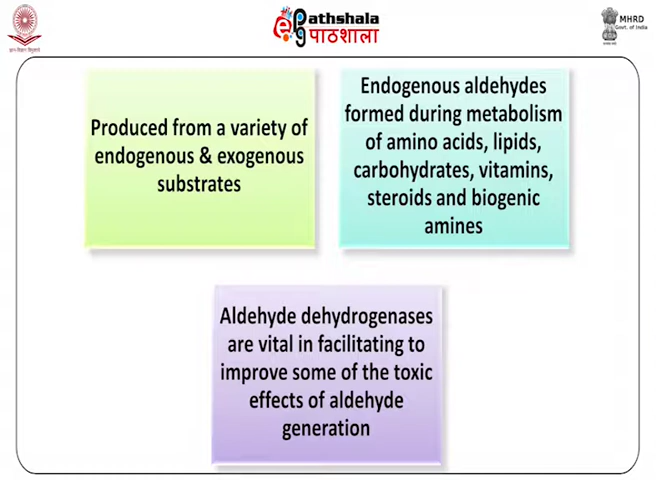 ePathshala
पाठशाला
MHRD
Govt. of India
Produced from a variety of
endogenous & exogenous
substrates
Endogenous aldehydes
formed during metabolism
of amino acids, lipids,
carbohydrates, vitamins,
steroids and biogenic
amines
Aldehyde dehydrogenases
are vital in facilitating to
improve some of the toxic
effects of aldehyde
generation